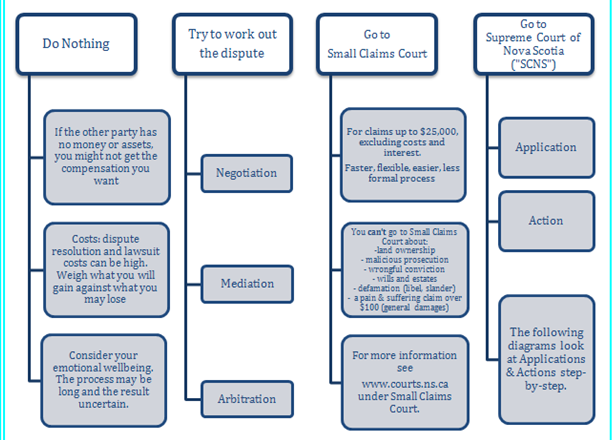 Do Nothing
If the other party has
no money or assets,
you might not get the
compensation you
want
Costs: dispute
resolution and lawsuit
costs can be high.
Weigh what you will
gain against what you
may lose
Consider your
emotional wellbeing.
The process may be
long and the result
uncertain.
Try to work out
the dispute
Negotiation
Mediation
Arbitration
Go to
Small Claims Court
For claims up to $25,000,
excluding costs and
interest.
Faster, flexible, easier, less
formal process
You can't go to Small Claims
Court about:
-land ownership
- malicious prosecution
- wrongful conviction
- wills and estates
- defamation (libel, slander)
- a pain & suffering claim over
$100 (general damages)
For more information
see
www.courts.ns.ca
under Small Claims
Court.
Go to
Supreme Court of
Nova Scotia
("SCNS")
Application
Action
The following
diagrams look
at Applications
& Actions step-
by-step.